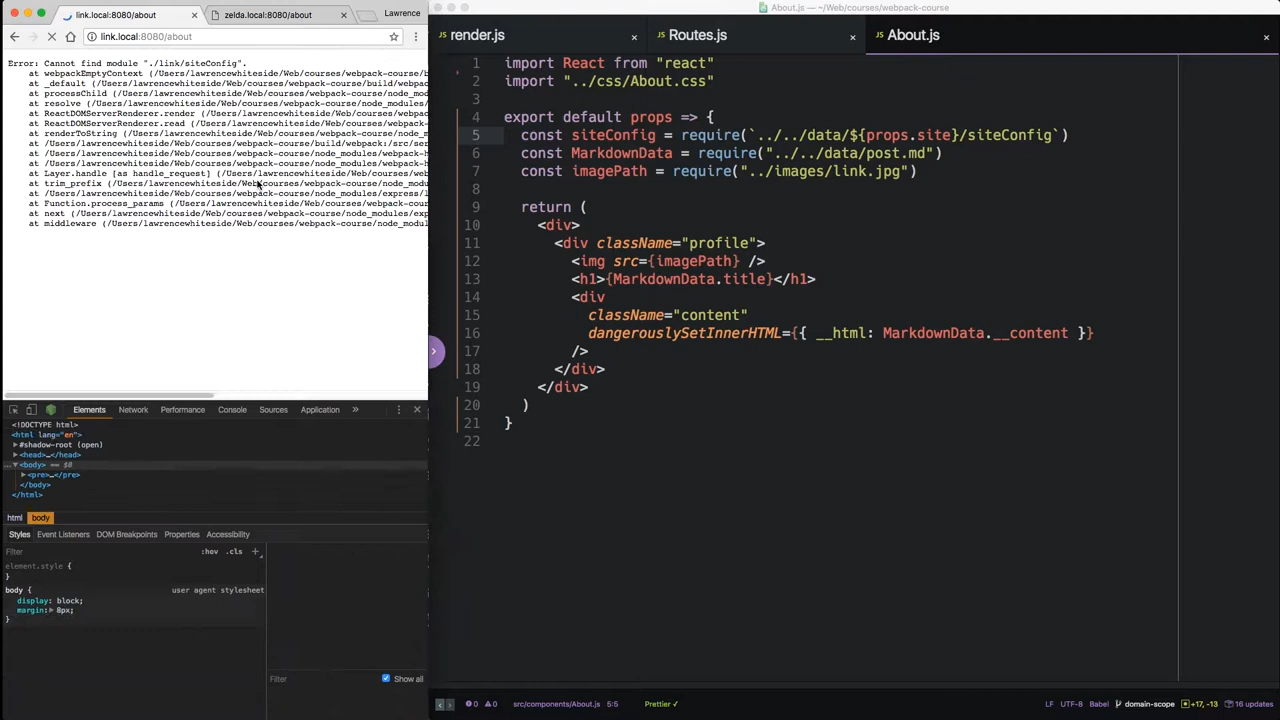 link.local:8080/about
zelda.local:8080/about
Lawrence
link.local:8080/about
Error: Cannot find module "./link/siteConfig".
at webpackEmptyContext (/Users/lawrencewhiteside/Web/courses/webpack-course/b
at _default (/Users/lawrencewhiteside/Web/courses/webpack-course/build/webpac
at processChild (/Users/lawrencewhiteside/Web/courses/webpack-course/node_mod
at resolve (/Users/lawrencewhiteside/Web/courses/webpack-course/node_modules/
at ReactDOMServerRenderer.render (/Users/lawrencewhiteside/Web/courses/webpac
at ReactDOMServerRenderer.read (/Users/lawrencewhiteside/Web/courses/webpack-
at renderToString (/Users/lawrencewhiteside/Web/courses/webpack-course/node_m
at /Users/lawrencewhiteside/Web/courses/webpack-course/build/webpack:/src/ser
at /Users/lawrencewhiteside/Web/courses/webpack-course/node_modules/webpack-h
at Layer.handle [as handle_request] (/Users/lawrencewhiteside/Web/courses/web
at trim_prefix (/Users/lawrencewhiteside/Web/courses/webpack-course/node_modu
at /Users/lawrencewhiteside/Web/courses/webpack-course/node_modules/express/l
at Function.process_params (/Users/lawrencewhiteside/Web/courses/webpack-cour
at next (/Users/lawrencewhiteside/Web/courses/webpack-course/node_modules/exp
at middleware (/Users/lawrencewhiteside/Web/courses/webpack-course/node_modul
Elements Network Performance Console Sources Application »
<!DOCTYPE html>
<html lang="en">
#shadow-root (open)
<head>…</head>
<body> == $0
<pre>…</pre>
</body>
</html>
html body
Styles Event Listeners DOM Breakpoints Properties Accessibility
Filter :hov .cls +
element.style {
}
body { user agent stylesheet
display: block;
margin: 8px;
}
Filter Show all
About.js — ~/Web/courses/webpack-course
JS render.js × JS Routes.js × JS About.js ×
1 import React from "react"
2 import "../css/About.css"
3
4 export default props => {
5 const siteConfig = require(`../../data/${props.site}/siteConfig`)
6 const MarkdownData = require("../../data/post.md")
7 const imagePath = require("../images/link.jpg")
8
9 return (
10 <div>
11 <div className="profile">
12 <img src={imagePath} />
13 <h1>{MarkdownData.title}</h1>
14 <div
15 className="content"
16 dangerouslySetInnerHTML={{ __html: MarkdownData.__content }}
17 />
18 </div>
19 </div>
20 )
21 }
22
0 0 src/components/About.js 5:5 Prettier ✓ LF UTF-8 Babel domain-scope +17, -13 16 updates